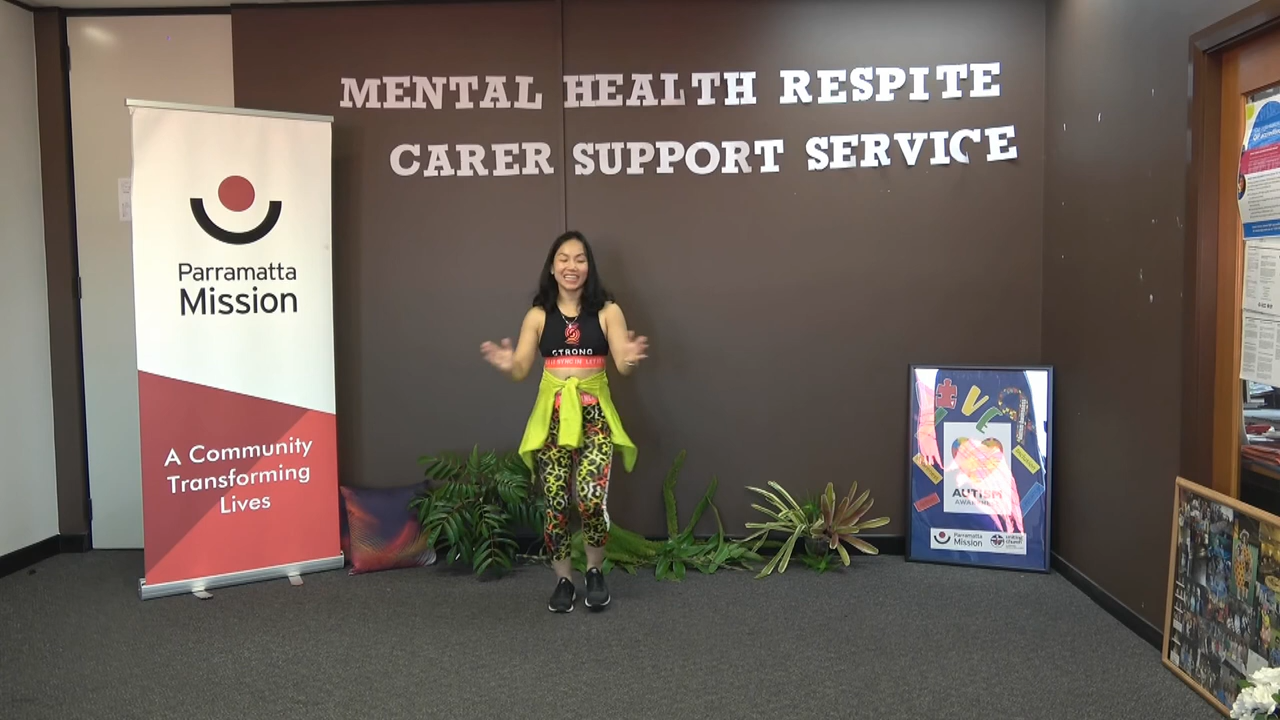 MENTAL HEALTH RESPITE
CARER SUPPORT SERVICE
Parramatta
Mission
A Community
Transforming
Lives
STRONG
AUTISM
Parramatta
Mission